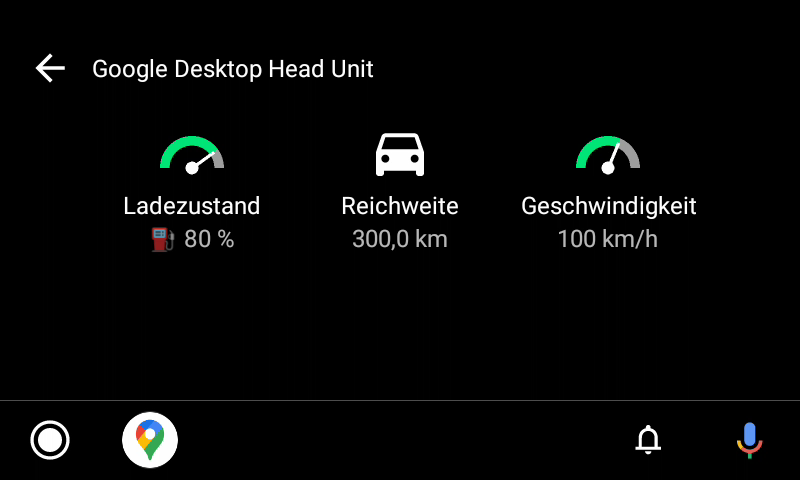 Google Desktop Head Unit
Ladezustand
⛽ 80 %
Reichweite
300,0 km
Geschwindigkeit
100 km/h